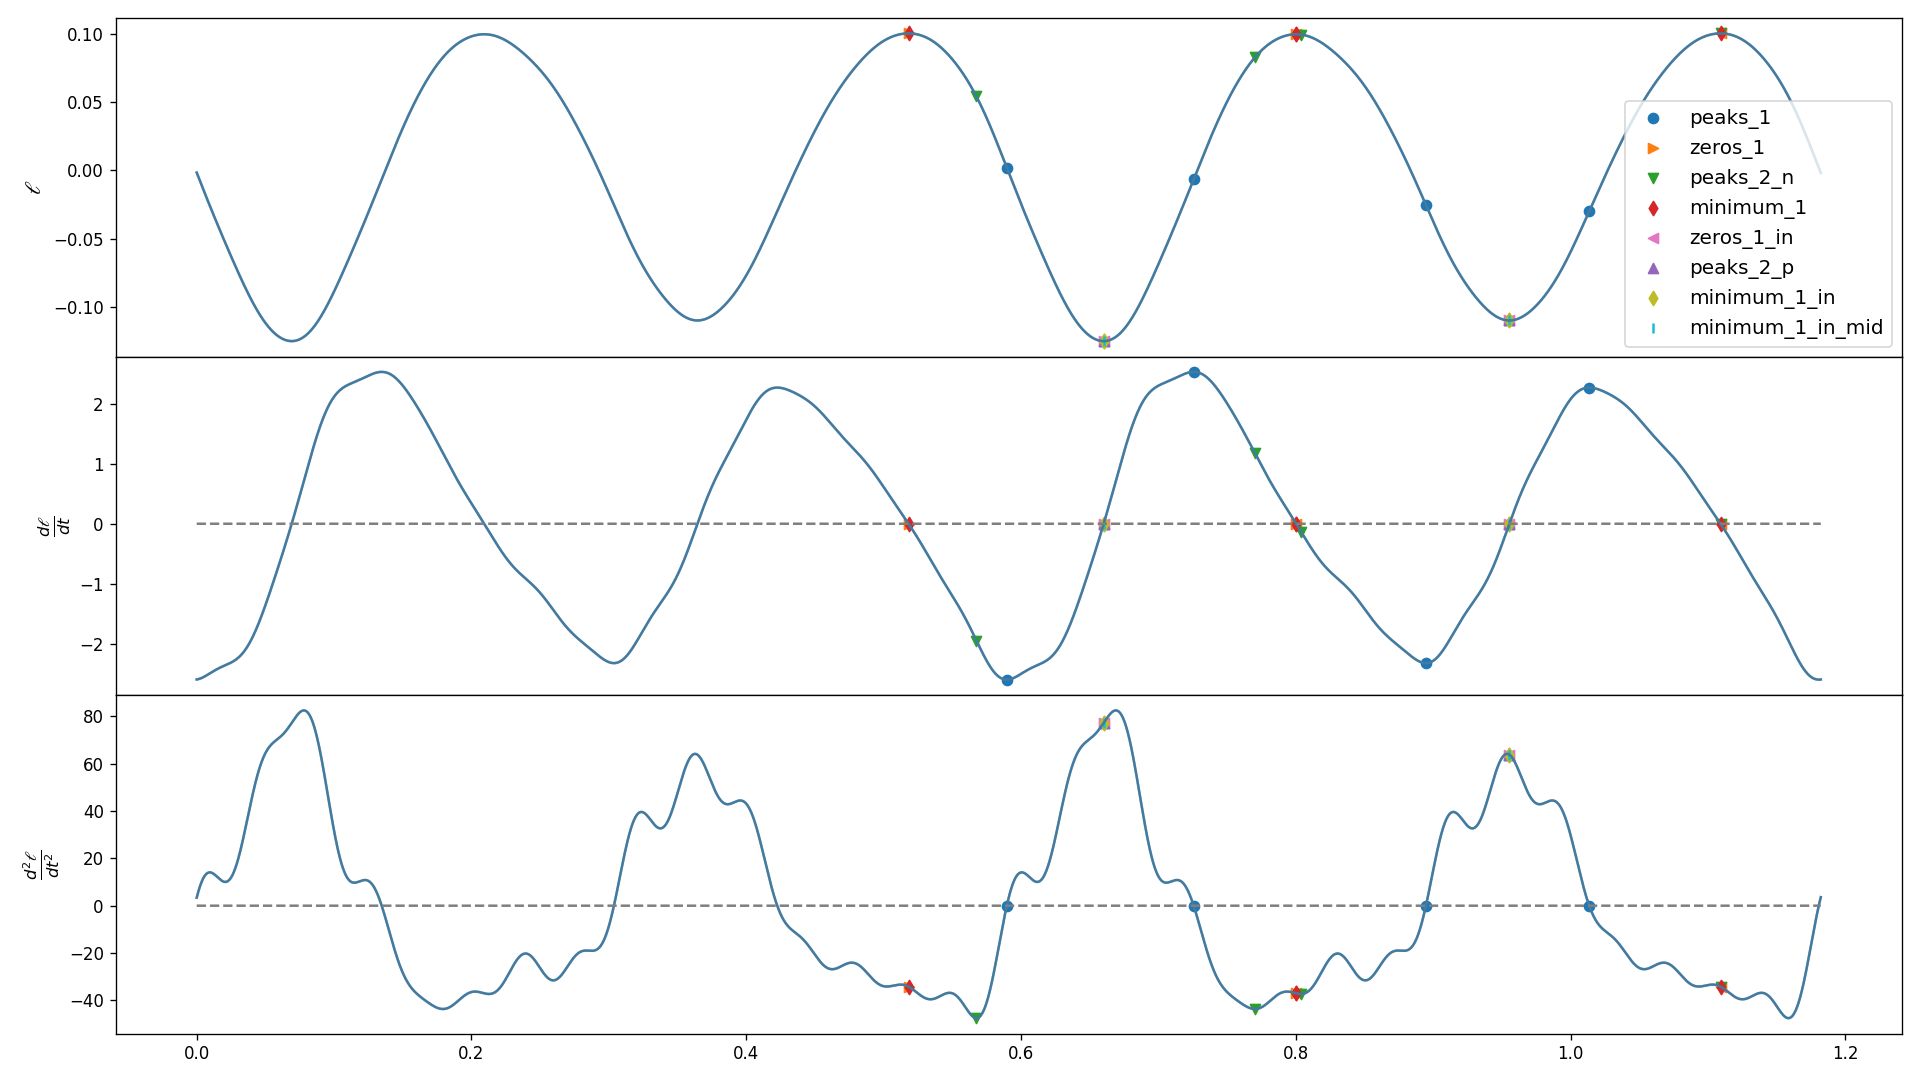 0.10
0.05
0.00
−0.05
−0.10
ℓ
peaks_1
zeros_1
peaks_2_n
minimum_1
zeros_1_in
peaks_2_p
minimum_1_in
minimum_1_in_mid
2
1
0
−1
−2
dℓ
dt
80
60
40
20
0
−20
−40
d²ℓ
dt²
0.0 0.2 0.4 0.6 0.8 1.0 1.2